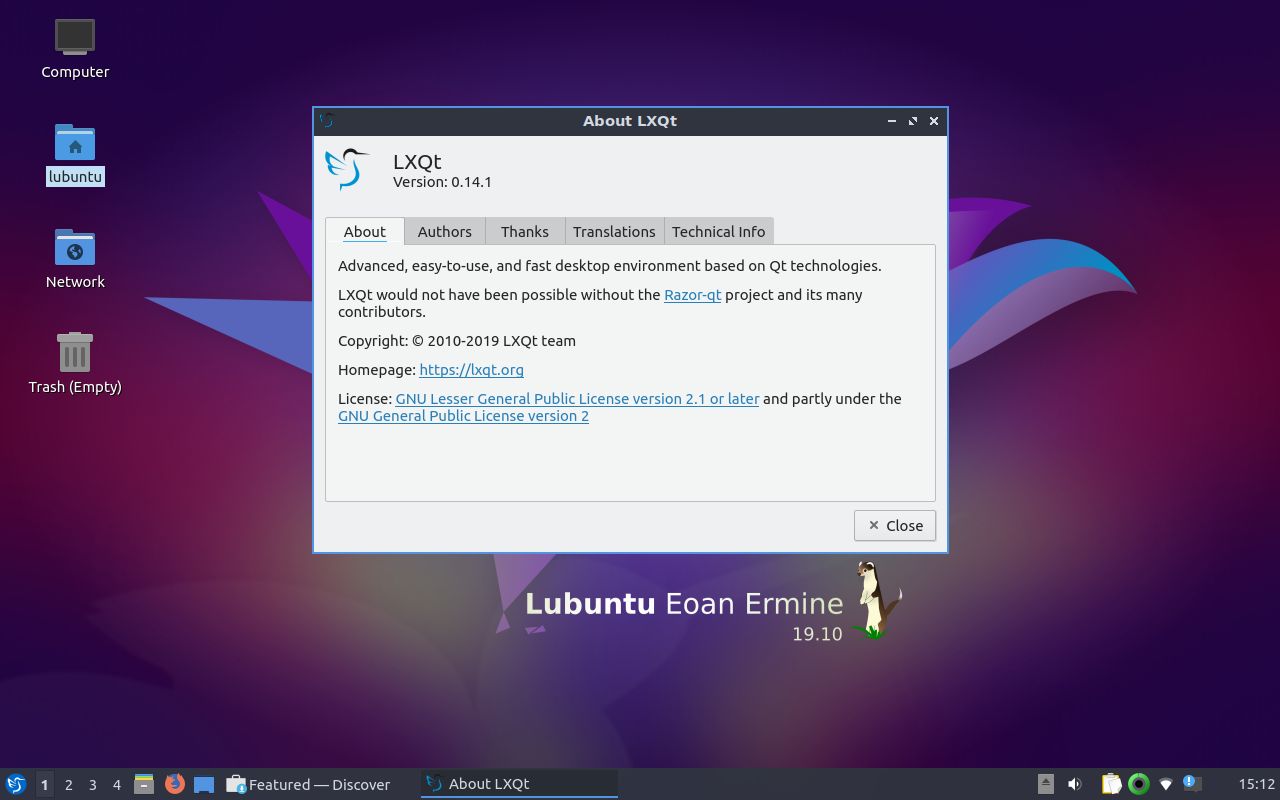 Computer
lubuntu
Network
Trash (Empty)
About LXQt
LXQt
Version: 0.14.1
About Authors Thanks Translations Technical Info
Advanced, easy-to-use, and fast desktop environment based on Qt technologies.
LXQt would not have been possible without the Razor-qt project and its many
contributors.
Copyright: © 2010-2019 LXQt team
Homepage: https://lxqt.org
License: GNU Lesser General Public License version 2.1 or later and partly under the
GNU General Public License version 2
Close
Lubuntu Eoan Ermine
19.10
1 2 3 4 Featured — Discover About LXQt 15:12